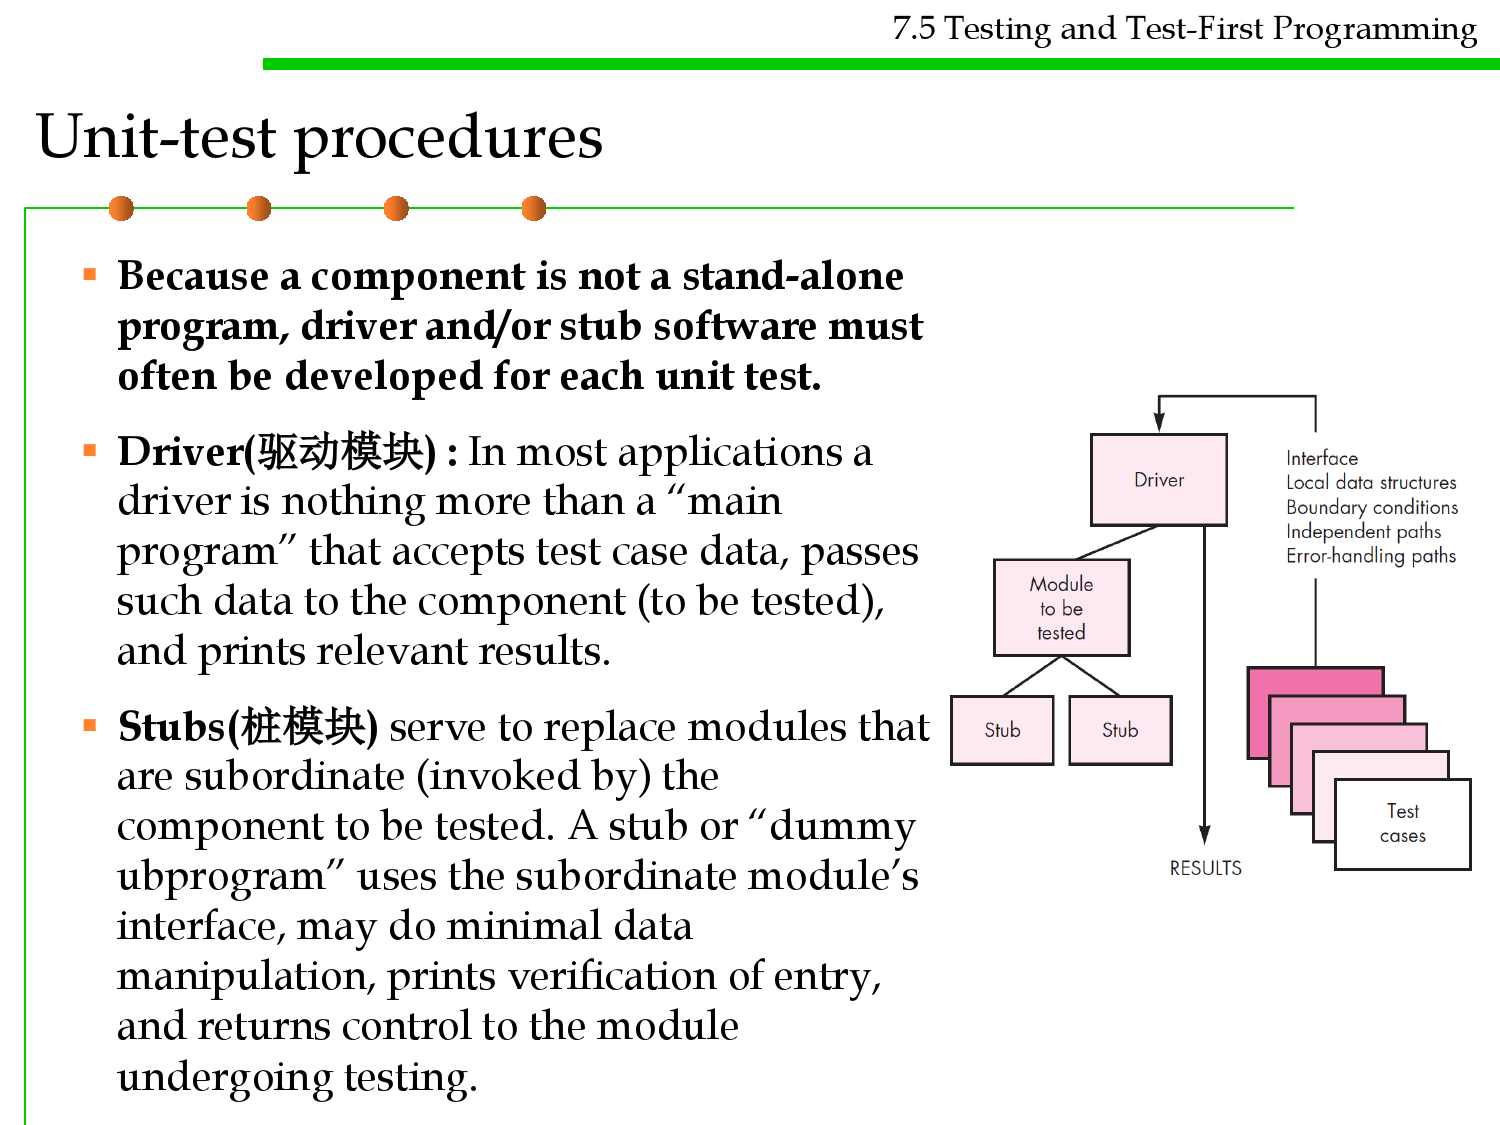 7.5 Testing and Test-First Programming
Unit-test procedures
▪ Because a component is not a stand-alone
program, driver and/or stub software must
often be developed for each unit test.
▪ Driver(驱动模块) : In most applications a
driver is nothing more than a “main
program” that accepts test case data, passes
such data to the component (to be tested),
and prints relevant results.
▪ Stubs(桩模块) serve to replace modules that
are subordinate (invoked by) the
component to be tested. A stub or “dummy
ubprogram” uses the subordinate module’s
interface, may do minimal data
manipulation, prints verification of entry,
and returns control to the module
undergoing testing.
Driver
Interface
Local data structures
Boundary conditions
Independent paths
Error-handling paths
Module
to be
tested
Stub
Stub
Test
cases
RESULTS